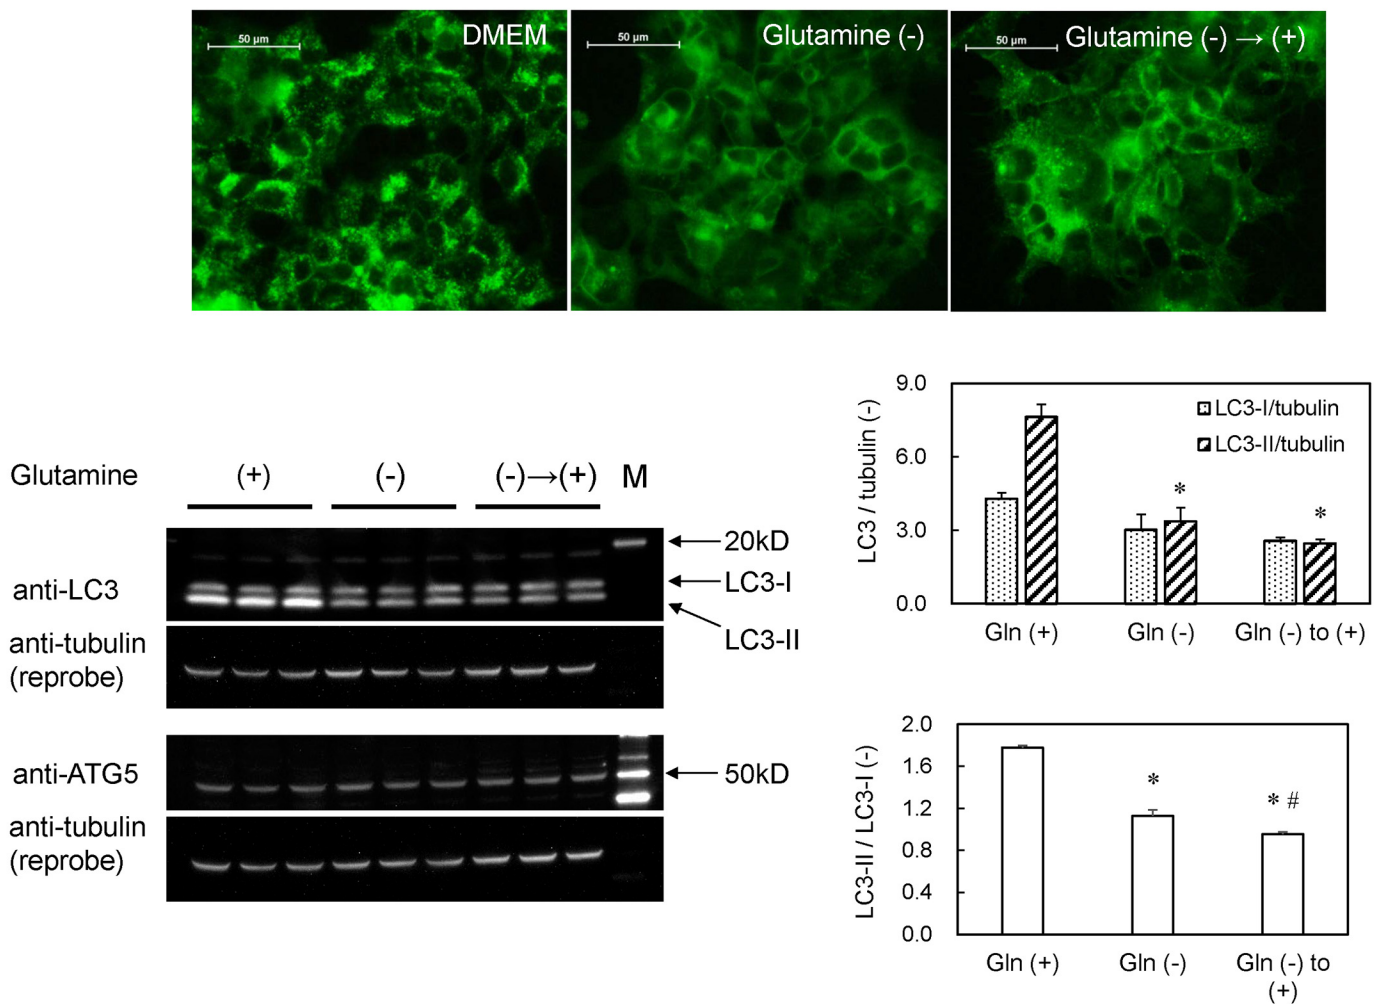 50 µm
DMEM
50 µm
Glutamine (-)
50 µm
Glutamine (-) → (+)
Glutamine
(+)
(-)
(-)→(+)
M
20kD
anti-LC3
LC3-I
LC3-II
anti-tubulin
(reprobe)
anti-ATG5
50kD
anti-tubulin
(reprobe)
LC3 / tubulin (-)
9.0
6.0
3.0
0.0
LC3-I/tubulin
LC3-II/tubulin
*
*
Gln (+)
Gln (-)
Gln (-) to (+)
LC3-II / LC3-I (-)
2.0
1.6
1.2
0.8
0.4
0.0
*
* #
Gln (+)
Gln (-)
Gln (-) to
(+)